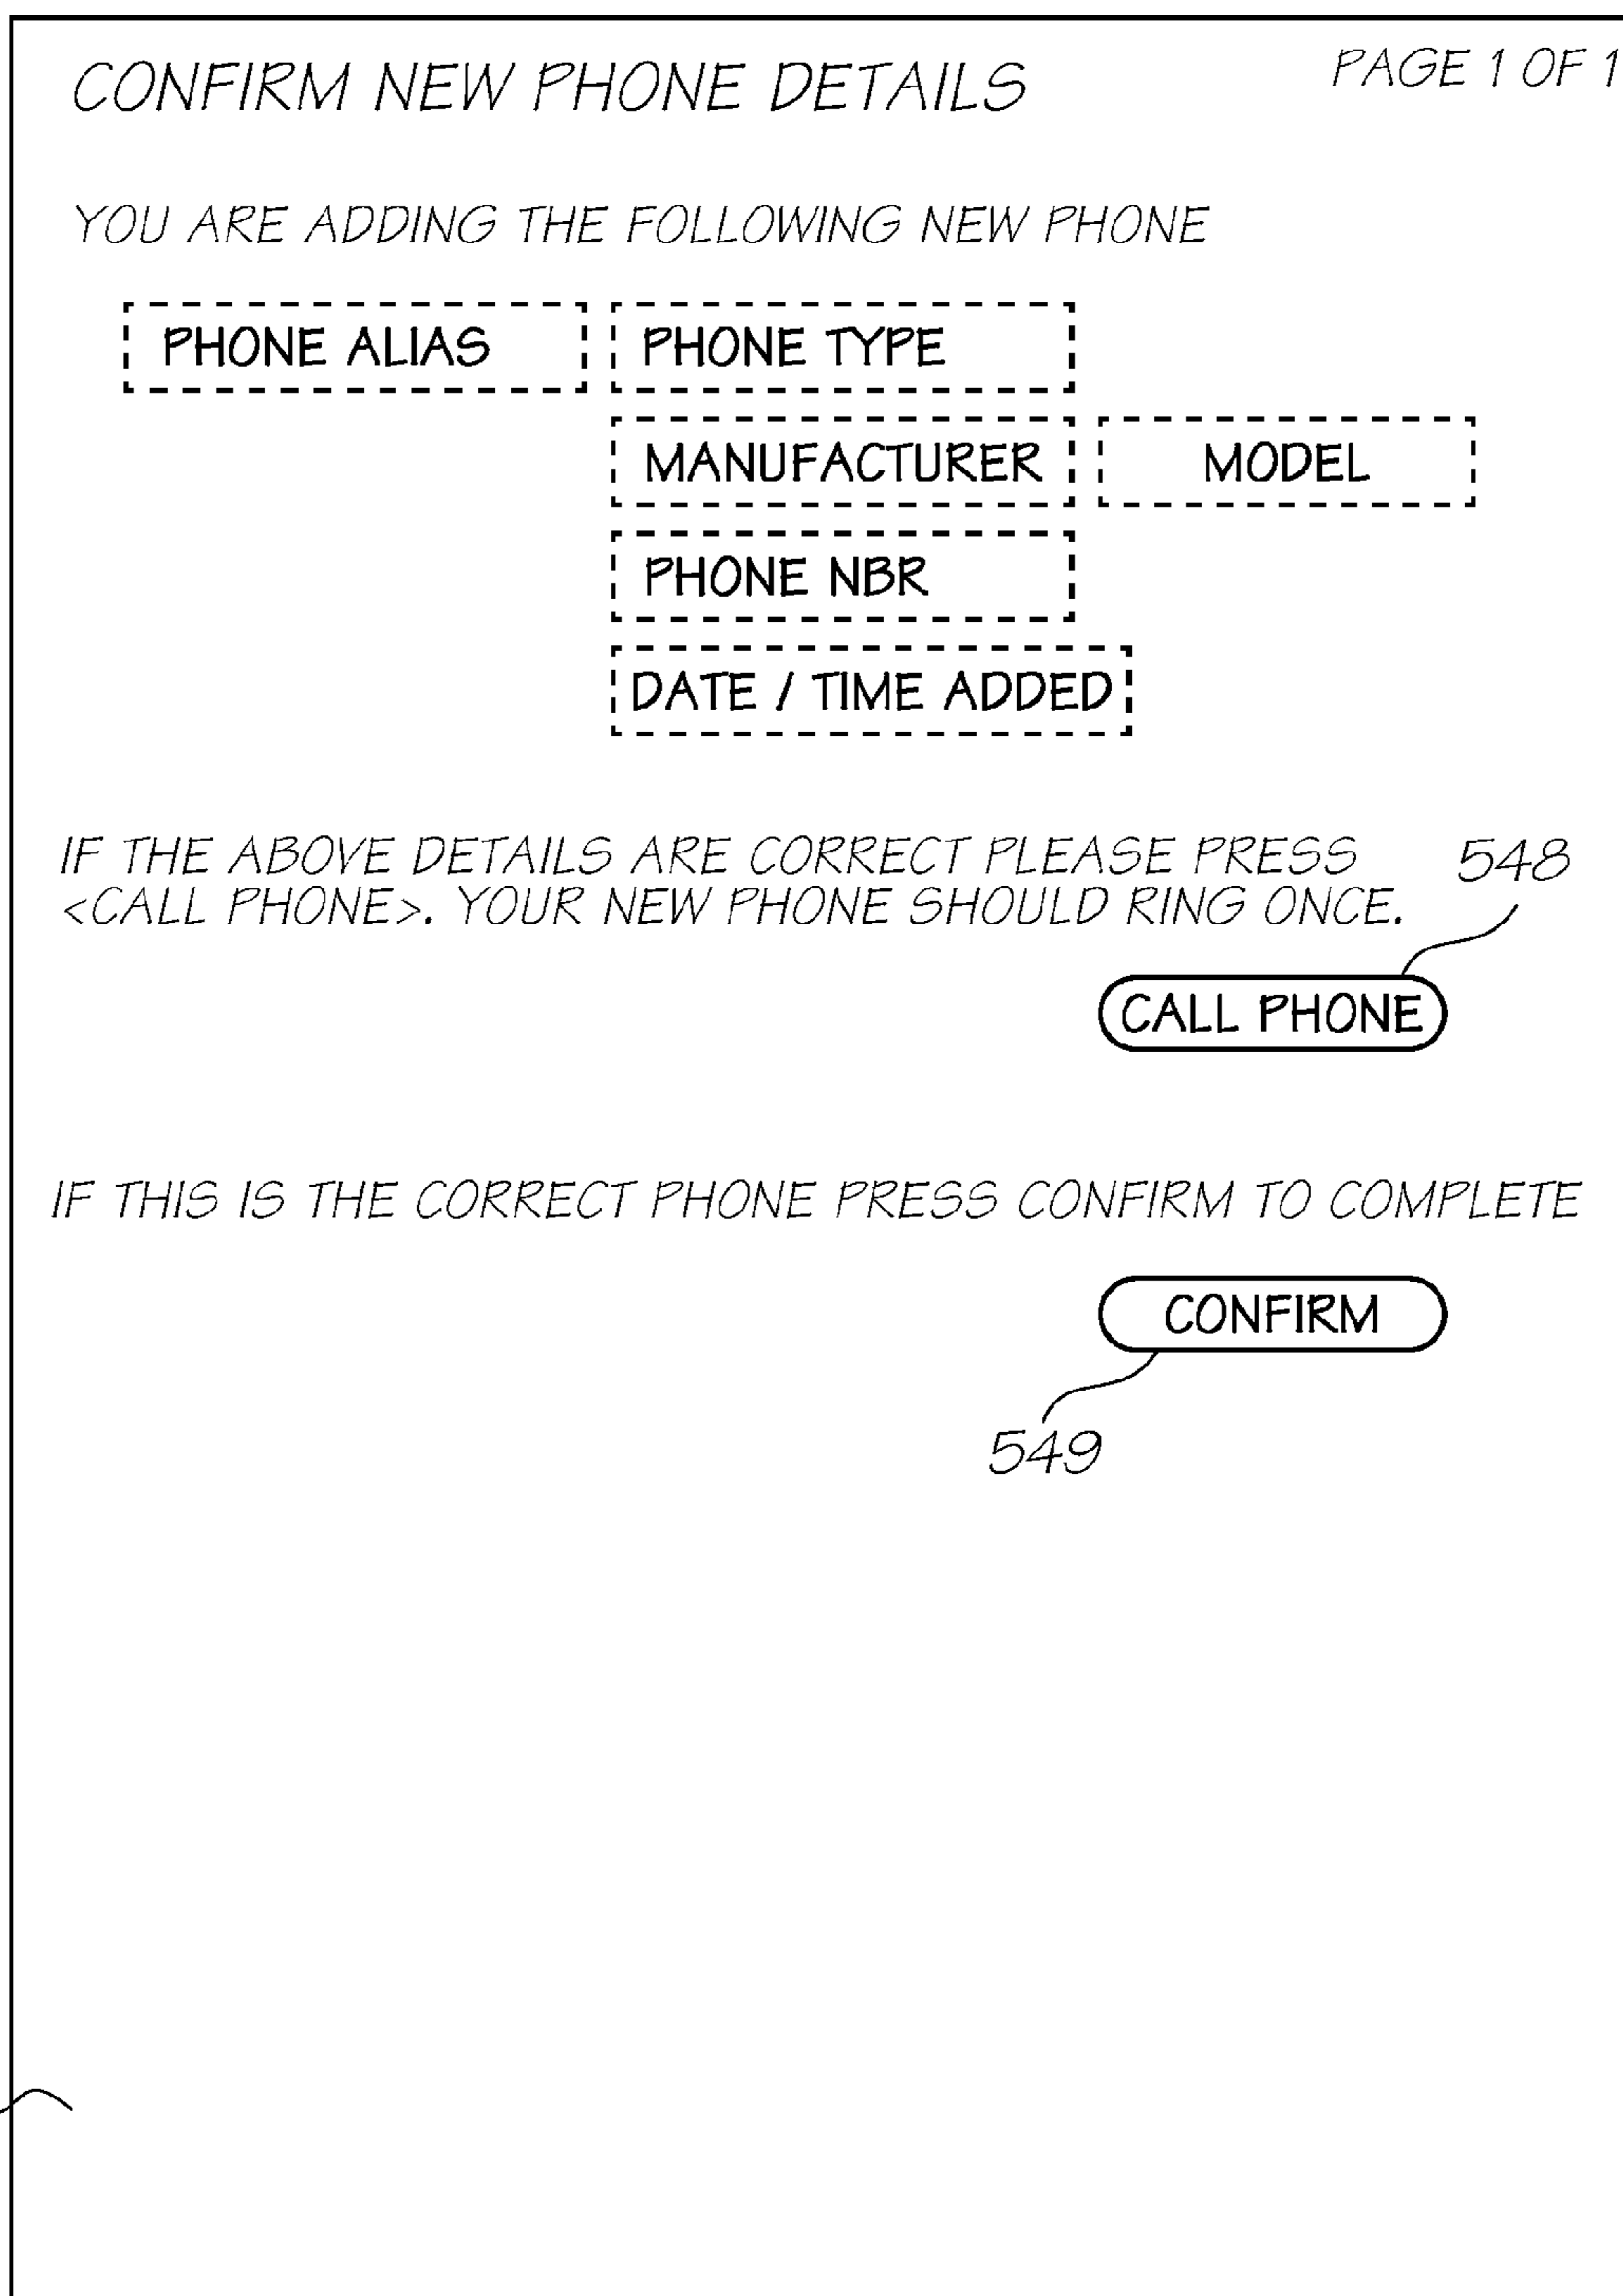 CONFIRM NEW PHONE DETAILS PAGE 1 OF 1
YOU ARE ADDING THE FOLLOWING NEW PHONE
PHONE ALIAS PHONE TYPE
MANUFACTURER MODEL
PHONE NBR
DATE / TIME ADDED
IF THE ABOVE DETAILS ARE CORRECT PLEASE PRESS 548
<CALL PHONE>. YOUR NEW PHONE SHOULD RING ONCE.
CALL PHONE
IF THIS IS THE CORRECT PHONE PRESS CONFIRM TO COMPLETE
CONFIRM
549